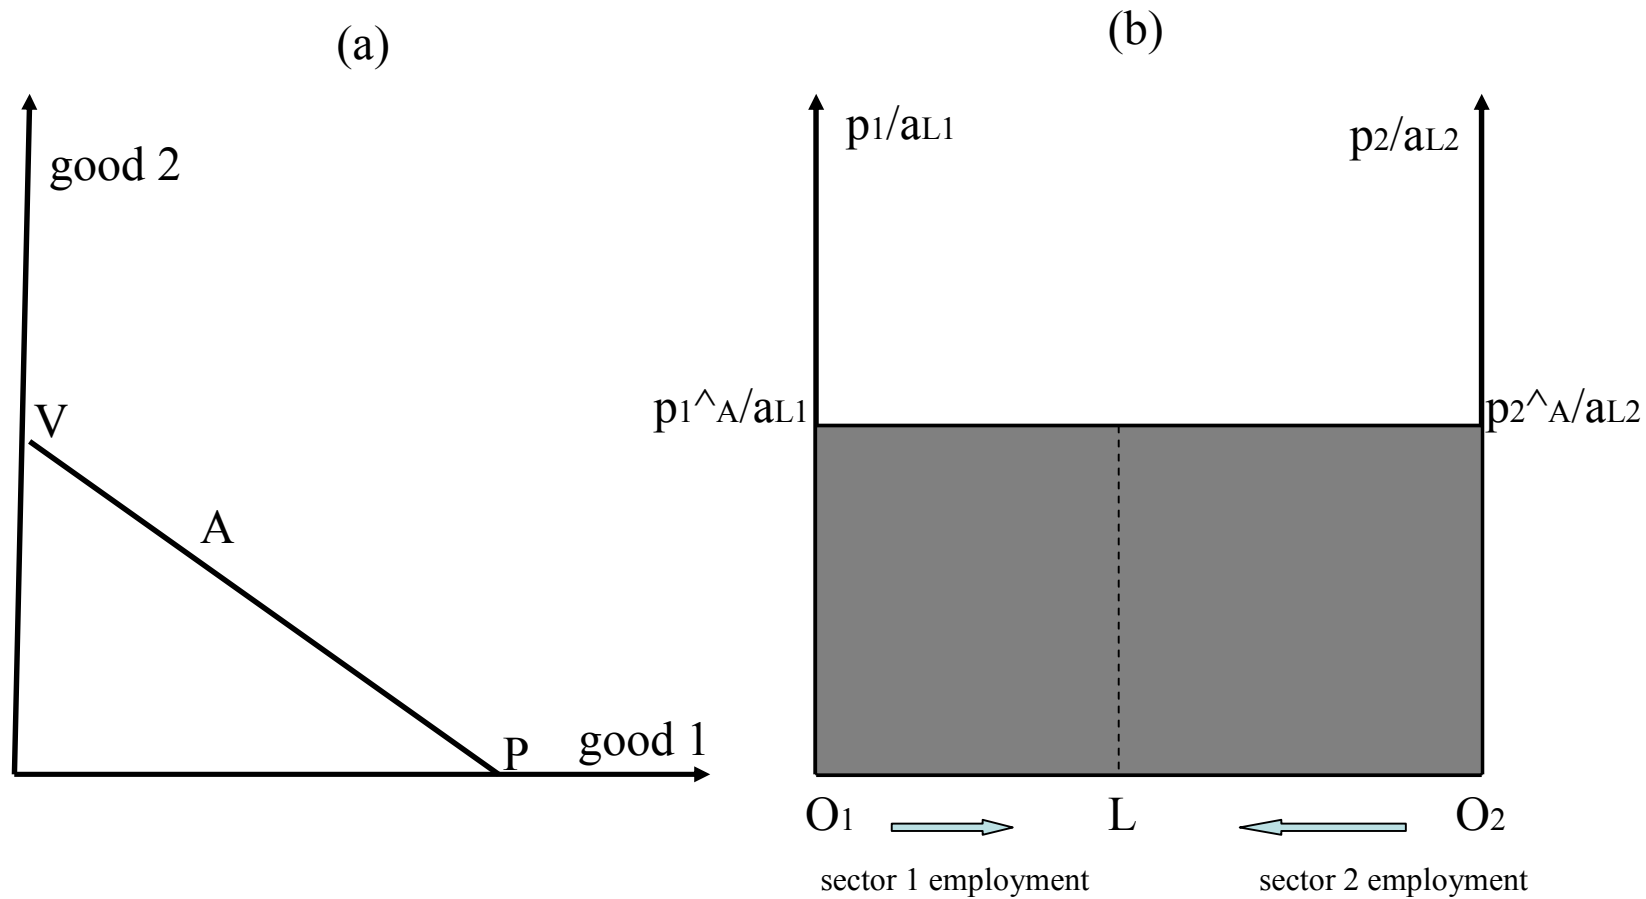 (a)
good 2
V
A
P
good 1
(b)
p1/aL1
p2/aL2
p1^A/aL1
p2^A/aL2
O1
L
O2
sector 1 employment
sector 2 employment